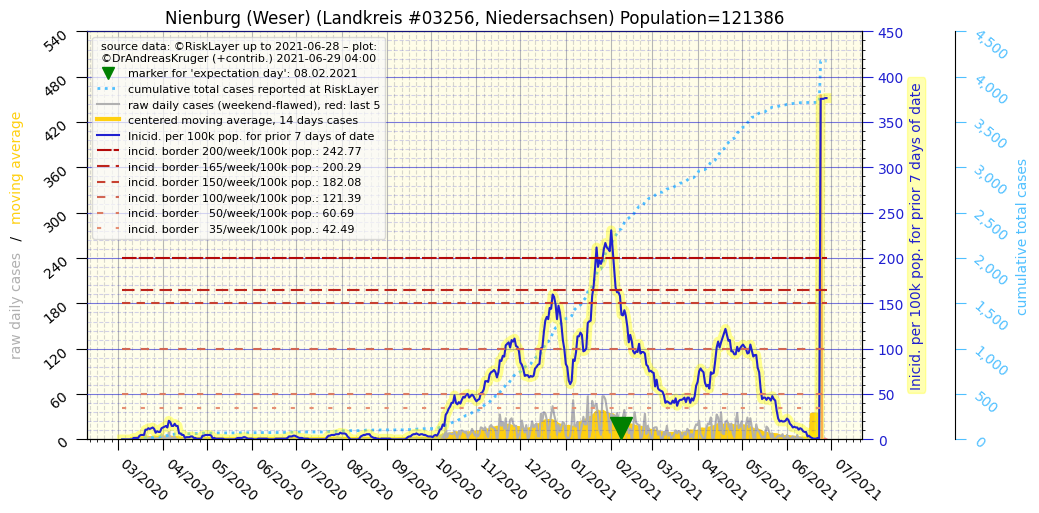 Nienburg (Weser) (Landkreis #03256, Niedersachsen) Population=121386
source data: ©RiskLayer up to 2021-06-28 – plot:
©DrAndreasKruger (+contrib.) 2021-06-29 04:00
marker for 'expectation day': 08.02.2021
cumulative total cases reported at RiskLayer
raw daily cases (weekend-flawed), red: last 5
centered moving average, 14 days cases
Inicid. per 100k pop. for prior 7 days of date
incid. border 200/week/100k pop.: 242.77
incid. border 165/week/100k pop.: 200.29
incid. border 150/week/100k pop.: 182.08
incid. border 100/week/100k pop.: 121.39
incid. border 50/week/100k pop.: 60.69
incid. border 35/week/100k pop.: 42.49
raw daily cases / moving average
540
480
420
360
300
240
180
120
60
0
450
400
350
300
250
200
150
100
50
0
Inicid. per 100k pop. for prior 7 days of date
4,500
4,000
3,500
3,000
2,500
2,000
1,500
1,000
500
0
cumulative total cases
03/2020
04/2020
05/2020
06/2020
07/2020
08/2020
09/2020
10/2020
11/2020
12/2020
01/2021
02/2021
03/2021
04/2021
05/2021
06/2021
07/2021